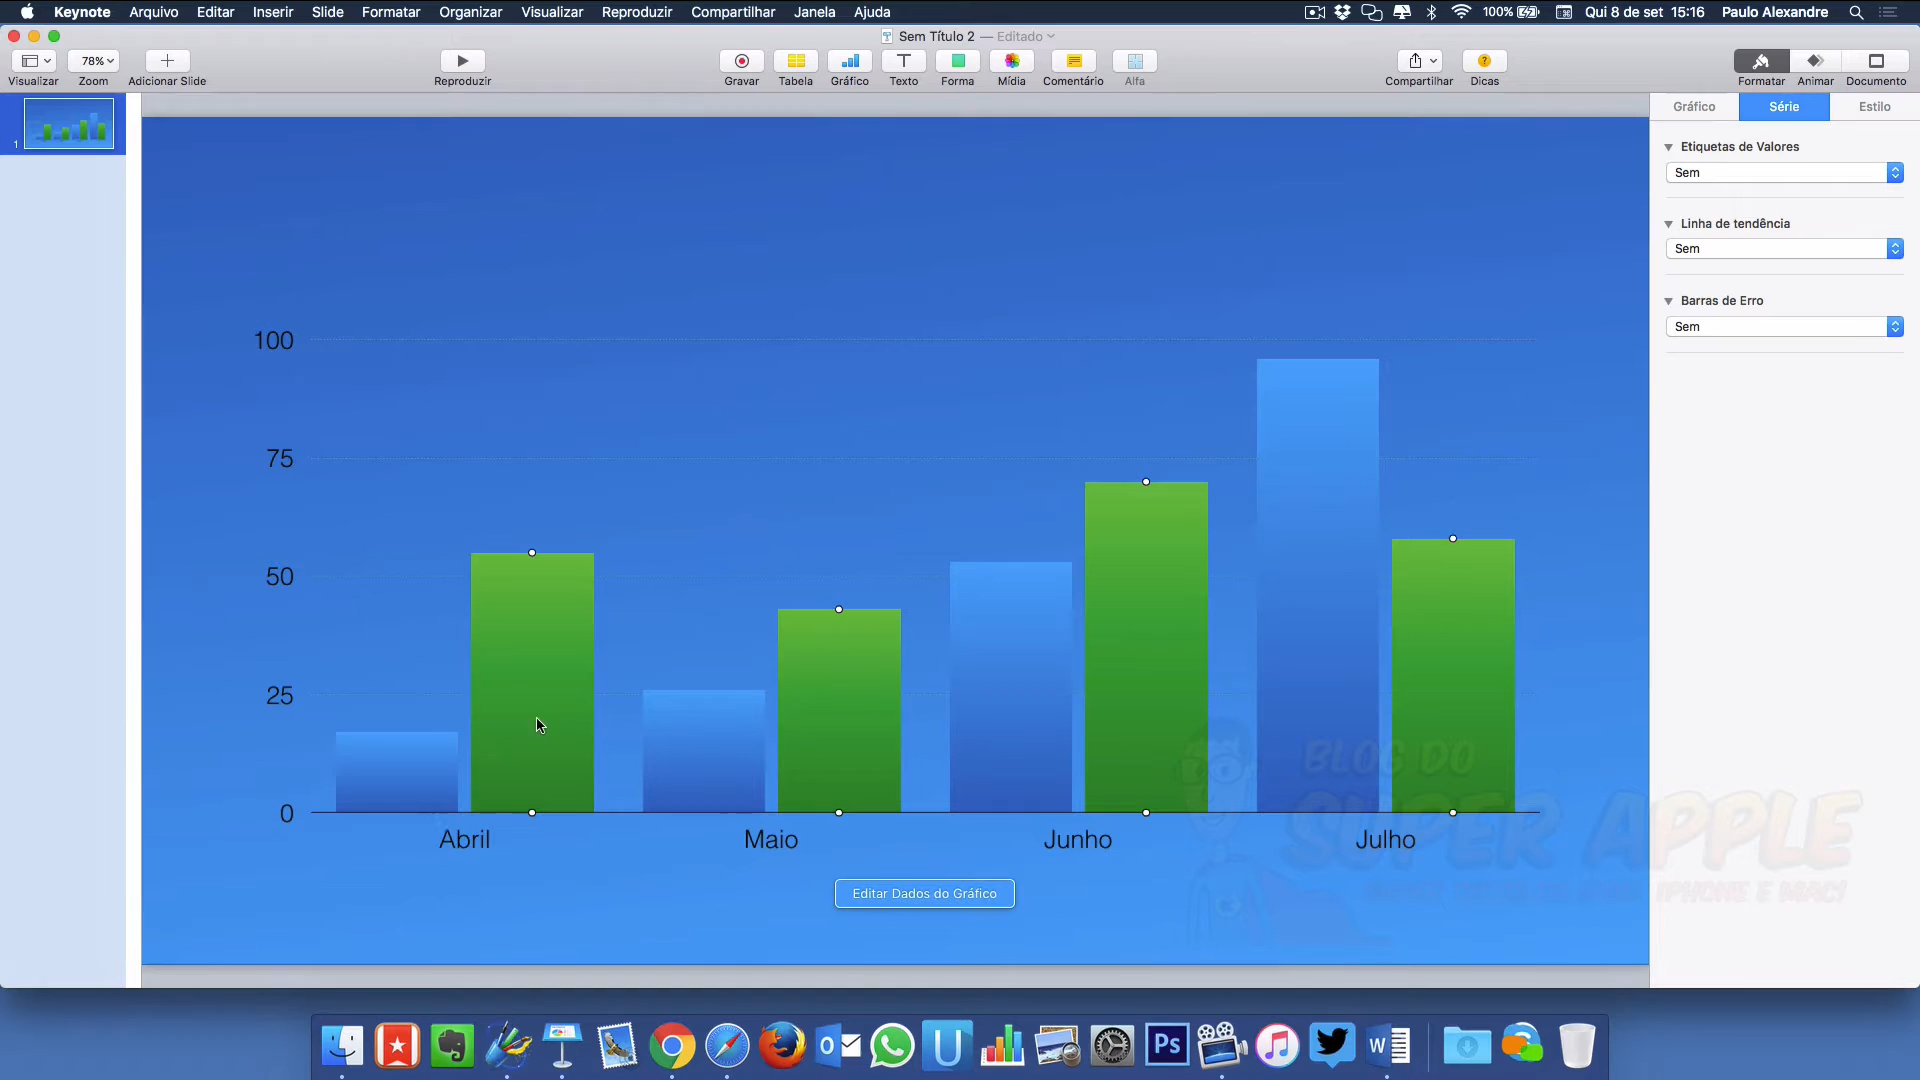 Keynote Arquivo Editar Inserir Slide Formatar Organizar Visualizar Reproduzir Compartilhar Janela Ajuda 100% Qui 8 de set 15:16 Paulo Alexandre
Sem Título 2 — Editado
78%
Visualizar Zoom Adicionar Slide Reproduzir Gravar Tabela Gráfico Texto Forma Mídia Comentário Alfa Compartilhar Dicas Formatar Animar Documento
Gráfico Série Estilo
1
Etiquetas de Valores
Sem
Linha de tendência
Sem
Barras de Erro
Sem
100
75
50
25
0
Abril Maio Junho Julho
BLOG DO
SUPER APPLE
IPHONE E MAC!
Editar Dados do Gráfico